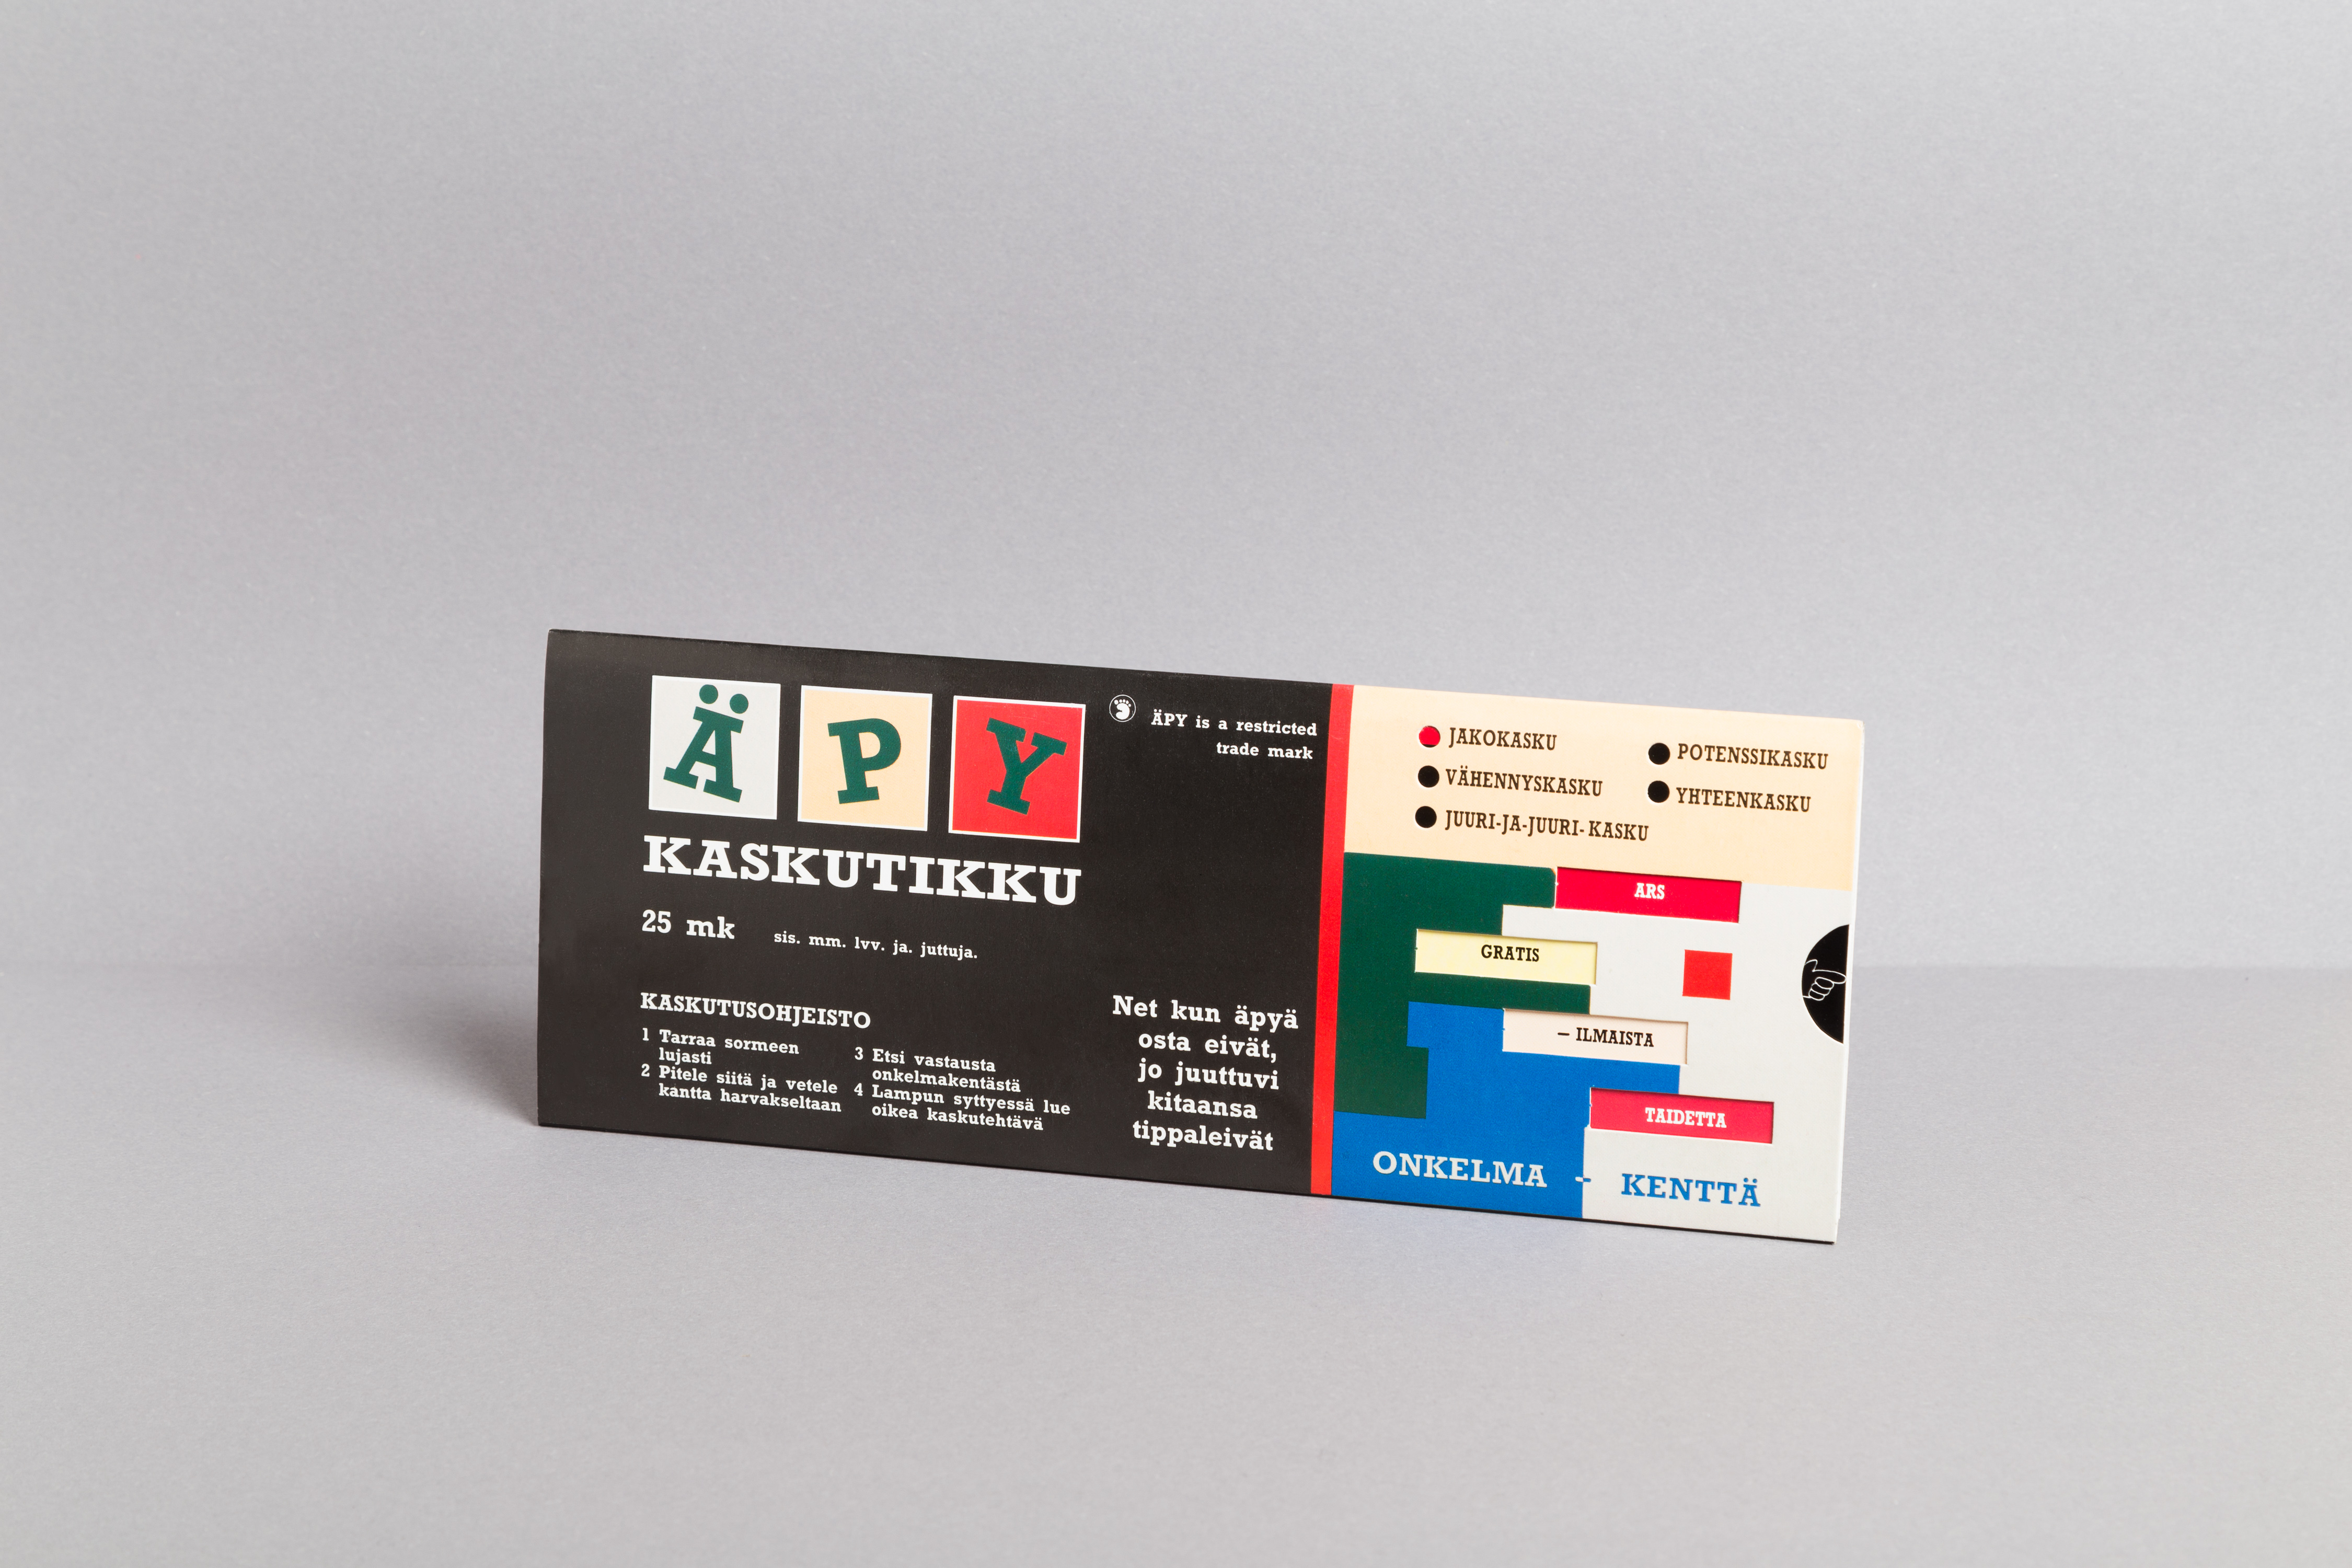 ÄPY
KASKUTIKKU
25 mk sis. mm. lvv. ja. juttuja.
ÄPY is a restricted
trade mark
KASKUTUSOHJEISTO
1 Tarraa sormeen
lujasti
2 Pitele siitä ja vetele
kantta harvakseltaan
3 Etsi vastausta
onkelmakentästä
4 Lampun syttyessä lue
oikea kaskutehtävä
Net kun äpyä
osta eivät,
jo juuttuvi
kitaansa
tippaleivät
JAKOKASKU
VÄHENNYSKASKU
JUURI-JA-JUURI-KASKU
POTENSSIKASKU
YHTEENKASKU
ARS
GRATIS
– ILMAISTA
TAIDETTA
ONKELMA - KENTTÄ